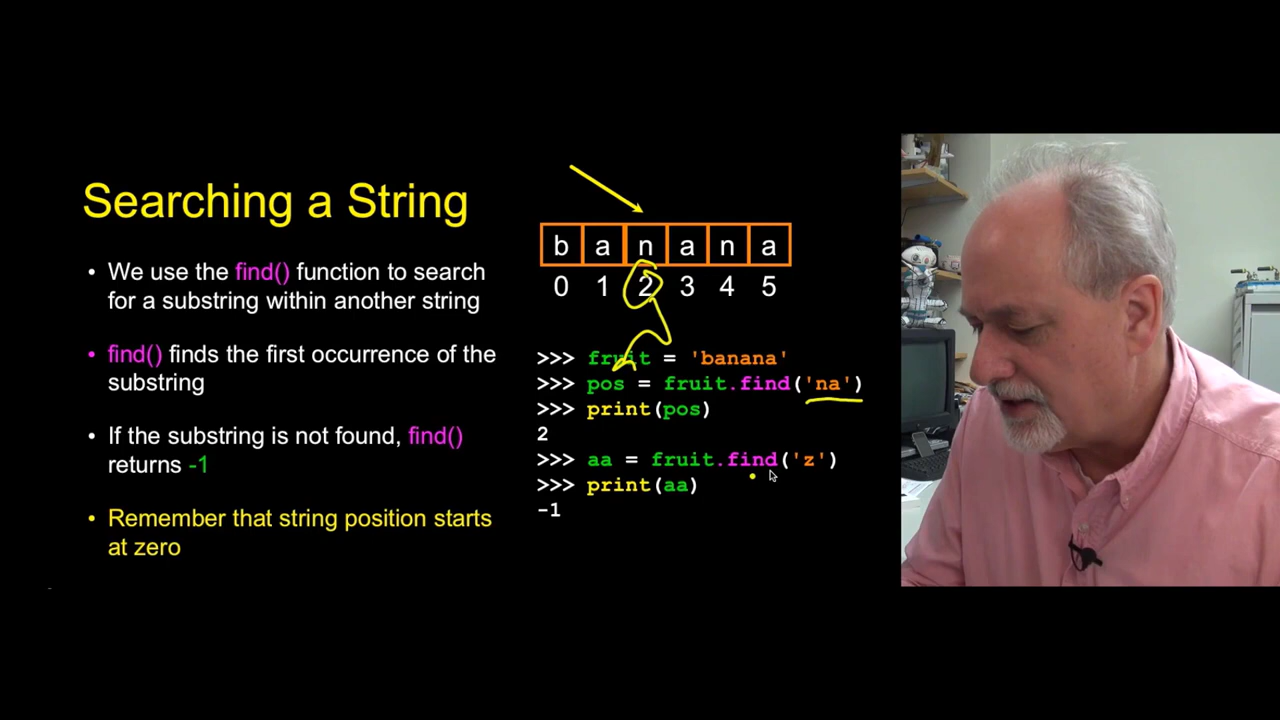 Searching a String
• We use the find() function to search
for a substring within another string
• find() finds the first occurrence of the
substring
• If the substring is not found, find()
returns -1
• Remember that string position starts
at zero
b a n a n a
0 1 2 3 4 5
>>> fruit = 'banana'
>>> pos = fruit.find('na')
>>> print(pos)
2
>>> aa = fruit.find('z')
>>> print(aa)
-1